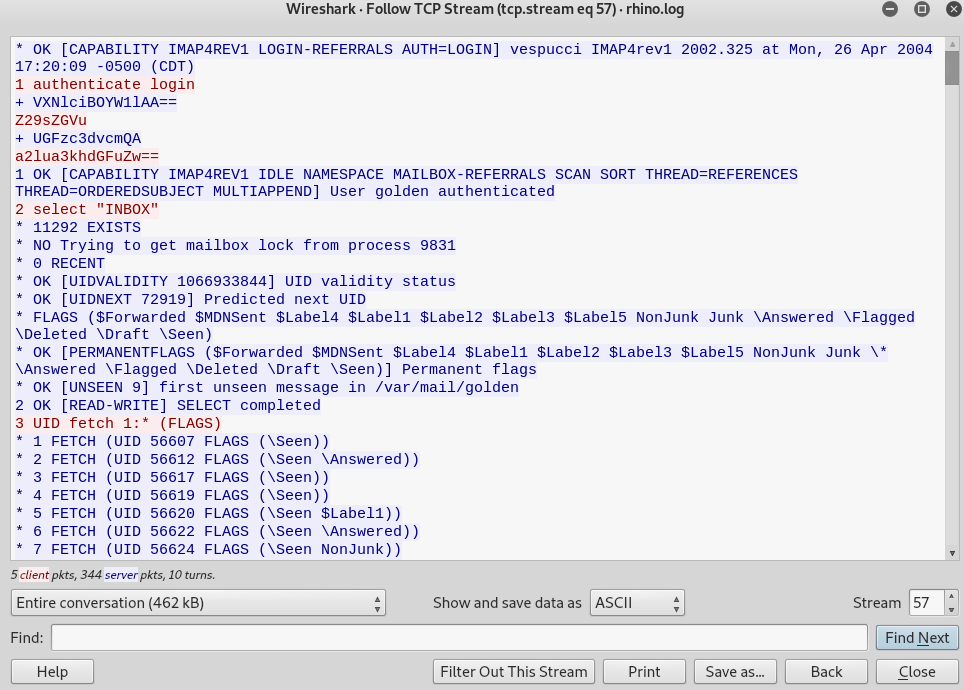 Wireshark · Follow TCP Stream (tcp.stream eq 57) · rhino.log
* OK [CAPABILITY IMAP4REV1 LOGIN-REFERRALS AUTH=LOGIN] vespucci IMAP4rev1 2002.325 at Mon, 26 Apr 2004
17:20:09 -0500 (CDT)
1 authenticate login
+ VXNlciBOYW1lAA==
Z29sZGVu
+ UGFzc3dvcmQA
a2lua3khdGFuZw==
1 OK [CAPABILITY IMAP4REV1 IDLE NAMESPACE MAILBOX-REFERRALS SCAN SORT THREAD=REFERENCES
THREAD=ORDEREDSUBJECT MULTIAPPEND] User golden authenticated
2 select "INBOX"
* 11292 EXISTS
* NO Trying to get mailbox lock from process 9831
* 0 RECENT
* OK [UIDVALIDITY 1066933844] UID validity status
* OK [UIDNEXT 72919] Predicted next UID
* FLAGS ($Forwarded $MDNSent $Label4 $Label1 $Label2 $Label3 $Label5 NonJunk Junk \Answered \Flagged
\Deleted \Draft \Seen)
* OK [PERMANENTFLAGS ($Forwarded $MDNSent $Label4 $Label1 $Label2 $Label3 $Label5 NonJunk Junk \*
\Answered \Flagged \Deleted \Draft \Seen)] Permanent flags
* OK [UNSEEN 9] first unseen message in /var/mail/golden
2 OK [READ-WRITE] SELECT completed
3 UID fetch 1:* (FLAGS)
* 1 FETCH (UID 56607 FLAGS (\Seen))
* 2 FETCH (UID 56612 FLAGS (\Seen \Answered))
* 3 FETCH (UID 56617 FLAGS (\Seen))
* 4 FETCH (UID 56619 FLAGS (\Seen))
* 5 FETCH (UID 56620 FLAGS (\Seen $Label1))
* 6 FETCH (UID 56622 FLAGS (\Seen \Answered))
* 7 FETCH (UID 56624 FLAGS (\Seen NonJunk))
5 client pkts, 344 server pkts, 10 turns.
Entire conversation (462 kB) Show and save data as ASCII Stream 57
Find: Find Next
Help Filter Out This Stream Print Save as... Back Close